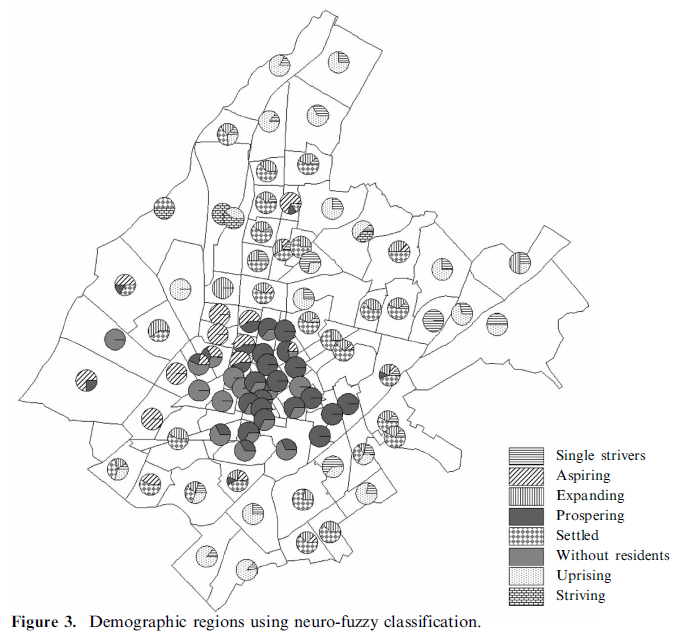 Single strivers
Aspiring
Expanding
Prospering
Settled
Without residents
Uprising
Striving
Figure 3. Demographic regions using neuro-fuzzy classification.